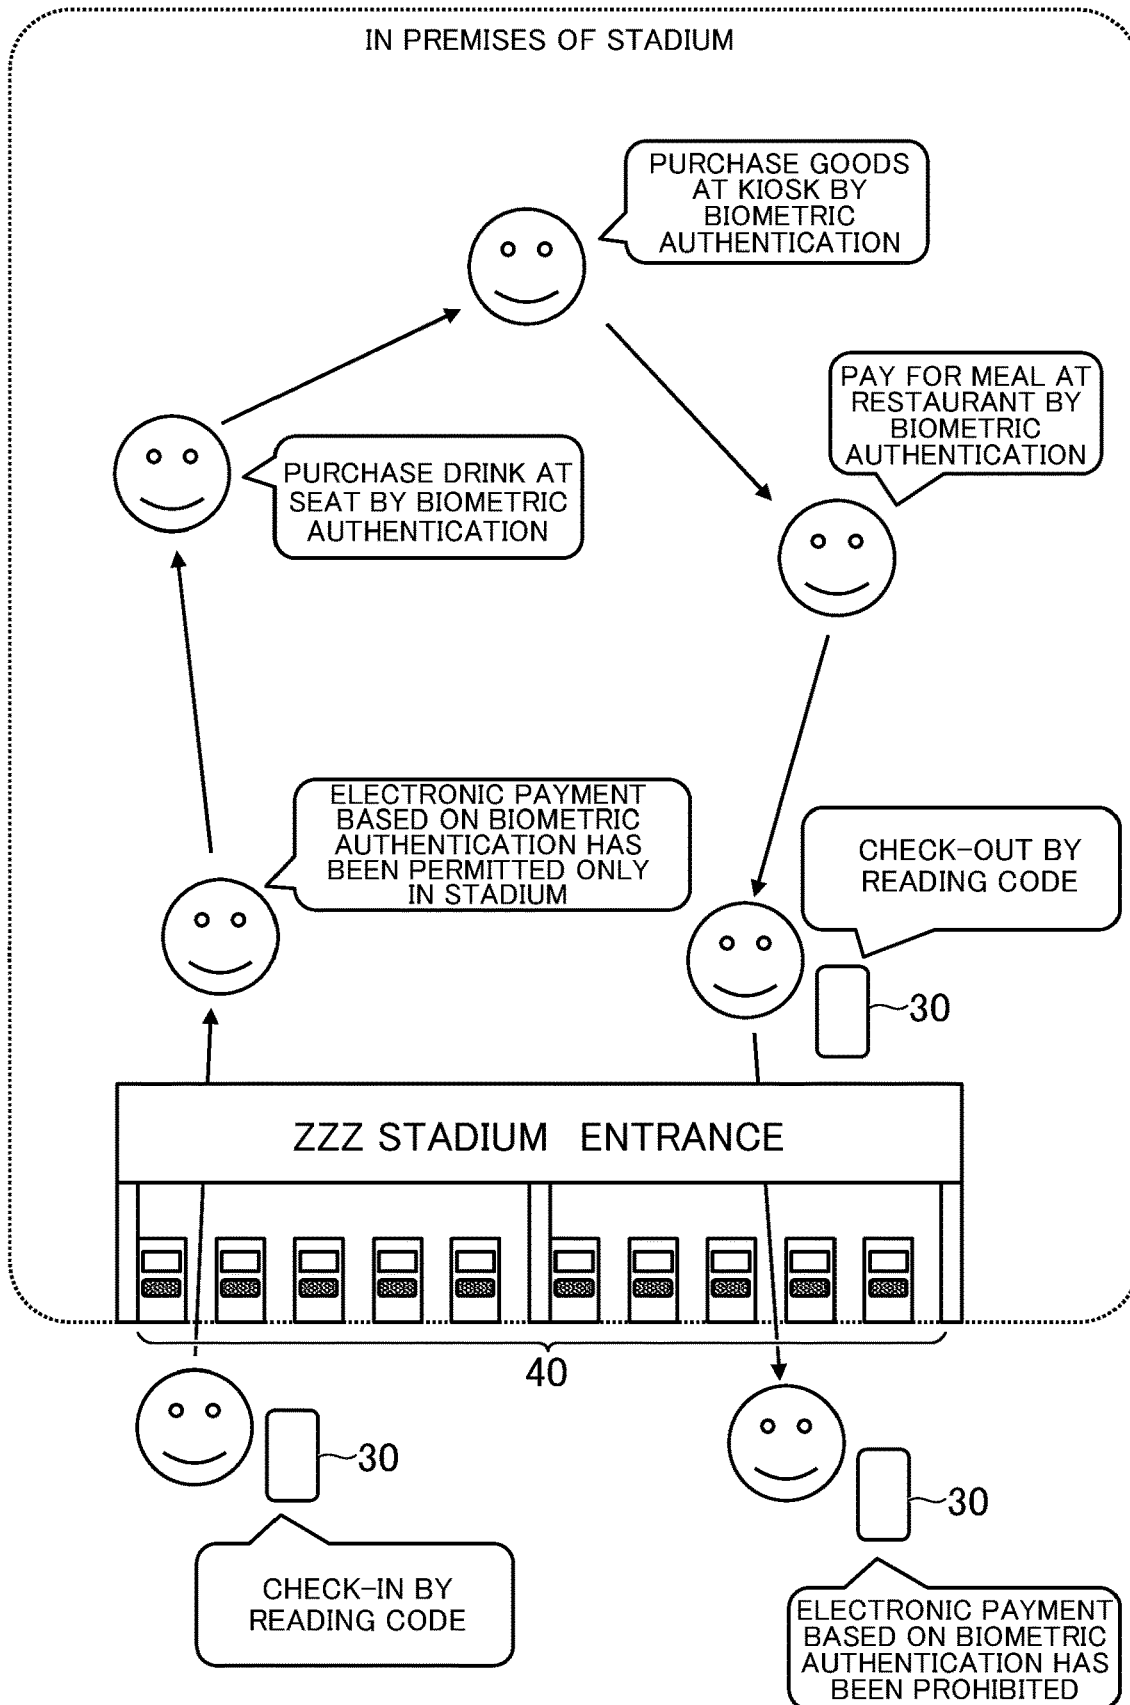 IN PREMISES OF STADIUM
PURCHASE GOODS
AT KIOSK BY
BIOMETRIC
AUTHENTICATION
PAY FOR MEAL AT
RESTAURANT BY
BIOMETRIC
AUTHENTICATION
PURCHASE DRINK AT
SEAT BY BIOMETRIC
AUTHENTICATION
ELECTRONIC PAYMENT
BASED ON BIOMETRIC
AUTHENTICATION HAS
BEEN PERMITTED ONLY
IN STADIUM
CHECK-OUT BY
READING CODE
30
ZZZ STADIUM ENTRANCE
40
30
30
CHECK-IN BY
READING CODE
ELECTRONIC PAYMENT
BASED ON BIOMETRIC
AUTHENTICATION HAS
BEEN PROHIBITED